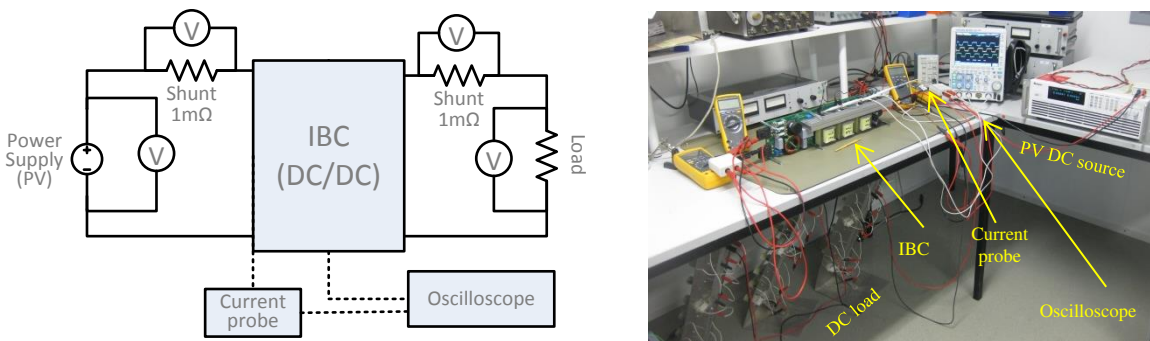 V
V
Shunt
1mΩ
Shunt
1mΩ
IBC
(DC/DC)
Power
Supply
(PV)
V
V
Load
Current
probe
Oscilloscope
PV DC source
IBC
Current
probe
DC load
Oscilloscope